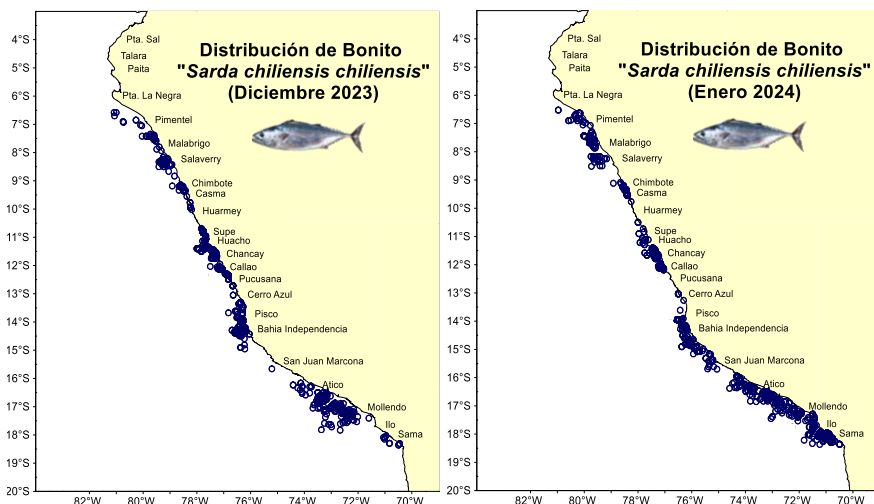 Distribución de Bonito
"Sarda chiliensis chiliensis"
(Diciembre 2023)
4°S
5°S
6°S
7°S
8°S
9°S
10°S
11°S
12°S
13°S
14°S
15°S
16°S
17°S
18°S
19°S
20°S
Pta. Sal
Talara
Paita
Pta. La Negra
Pimentel
Malabrigo
Salaverry
Chimbote
Casma
Huarmey
Supe
Huacho
Chancay
Callao
Pucusana
Cerro Azul
Pisco
Bahia Independencia
San Juan Marcona
Atico
Mollendo
Ilo
Sama
82°W
80°W
78°W
76°W
74°W
72°W
70°W
Distribución de Bonito
"Sarda chiliensis chiliensis"
(Enero 2024)
4°S
5°S
6°S
7°S
8°S
9°S
10°S
11°S
12°S
13°S
14°S
15°S
16°S
17°S
18°S
19°S
20°S
Pta. Sal
Talara
Paita
Pta. La Negra
Pimentel
Malabrigo
Salaverry
Chimbote
Casma
Huarmey
Supe
Huacho
Chancay
Callao
Pucusana
Cerro Azul
Pisco
Bahia Independencia
San Juan Marcona
Atico
Mollendo
Ilo
Sama
82°W
80°W
78°W
76°W
74°W
72°W
70°W